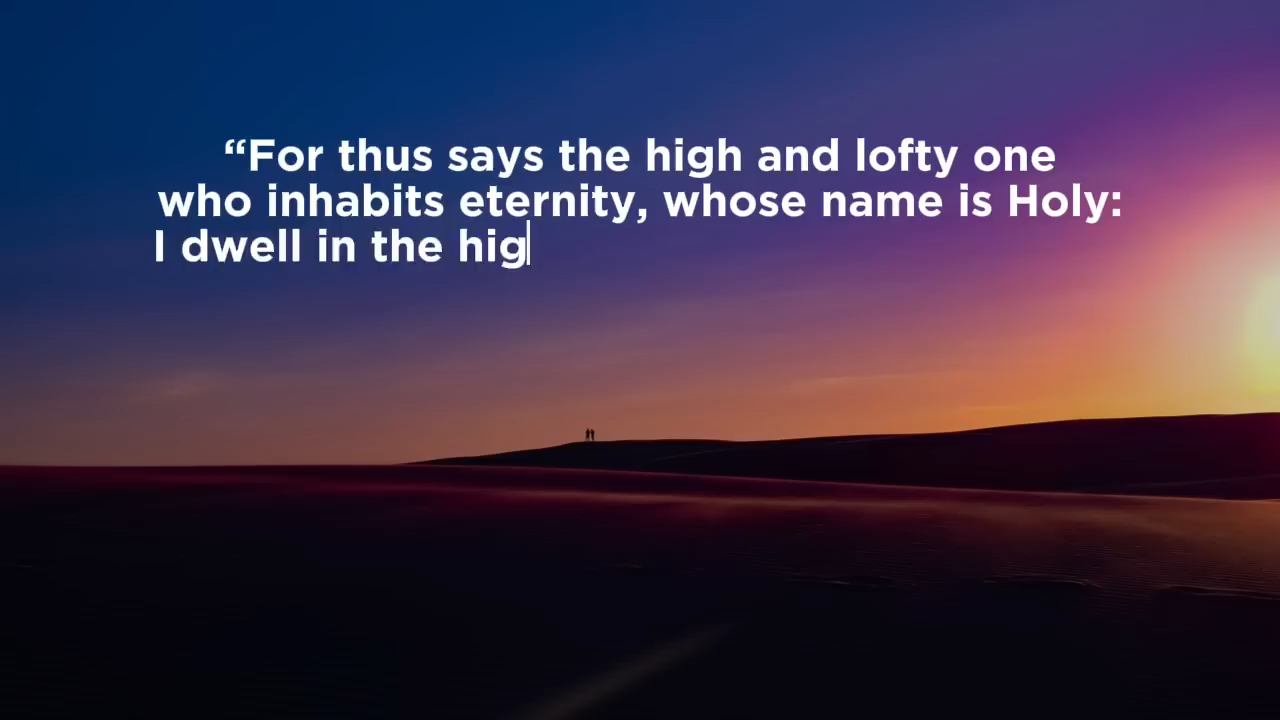 “For thus says the high and lofty one
who inhabits eternity, whose name is Holy:
I dwell in the hig